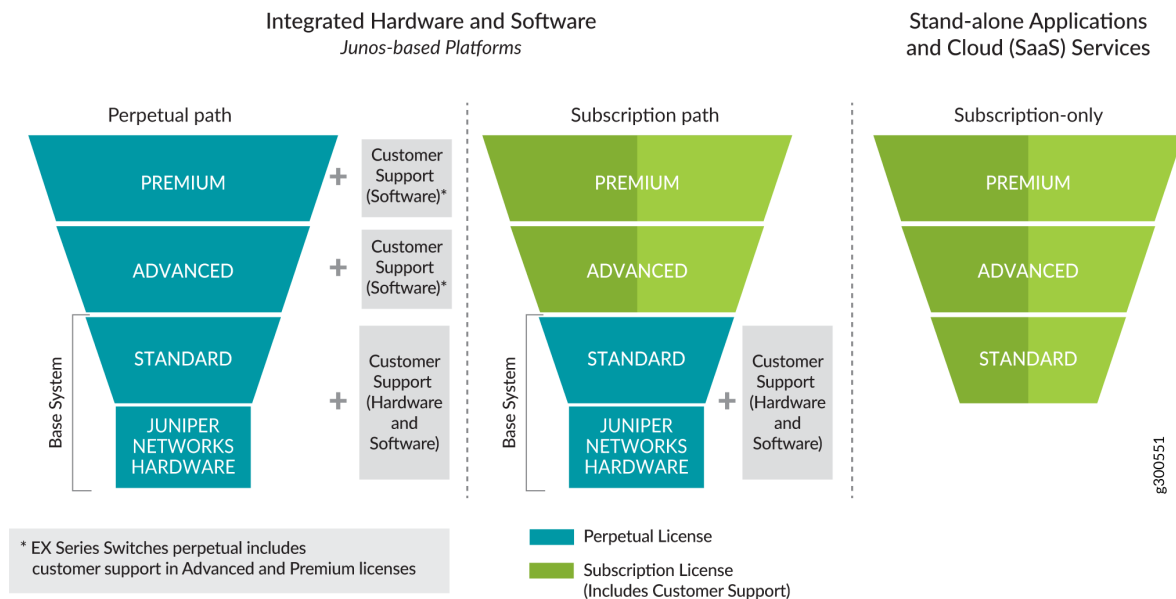 Integrated Hardware and Software
Junos-based Platforms
Stand-alone Applications
and Cloud (SaaS) Services
Perpetual path
PREMIUM
+
Customer
Support
(Software)*
ADVANCED
+
Customer
Support
(Software)*
Base System
STANDARD
JUNIPER
NETWORKS
HARDWARE
+
Customer
Support
(Hardware
and
Software)
Subscription path
PREMIUM
ADVANCED
Base System
STANDARD
JUNIPER
NETWORKS
HARDWARE
+
Customer
Support
(Hardware
and
Software)
Subscription-only
PREMIUM
ADVANCED
STANDARD
g300551
* EX Series Switches perpetual includes
customer support in Advanced and Premium licenses
Perpetual License
Subscription License
(Includes Customer Support)